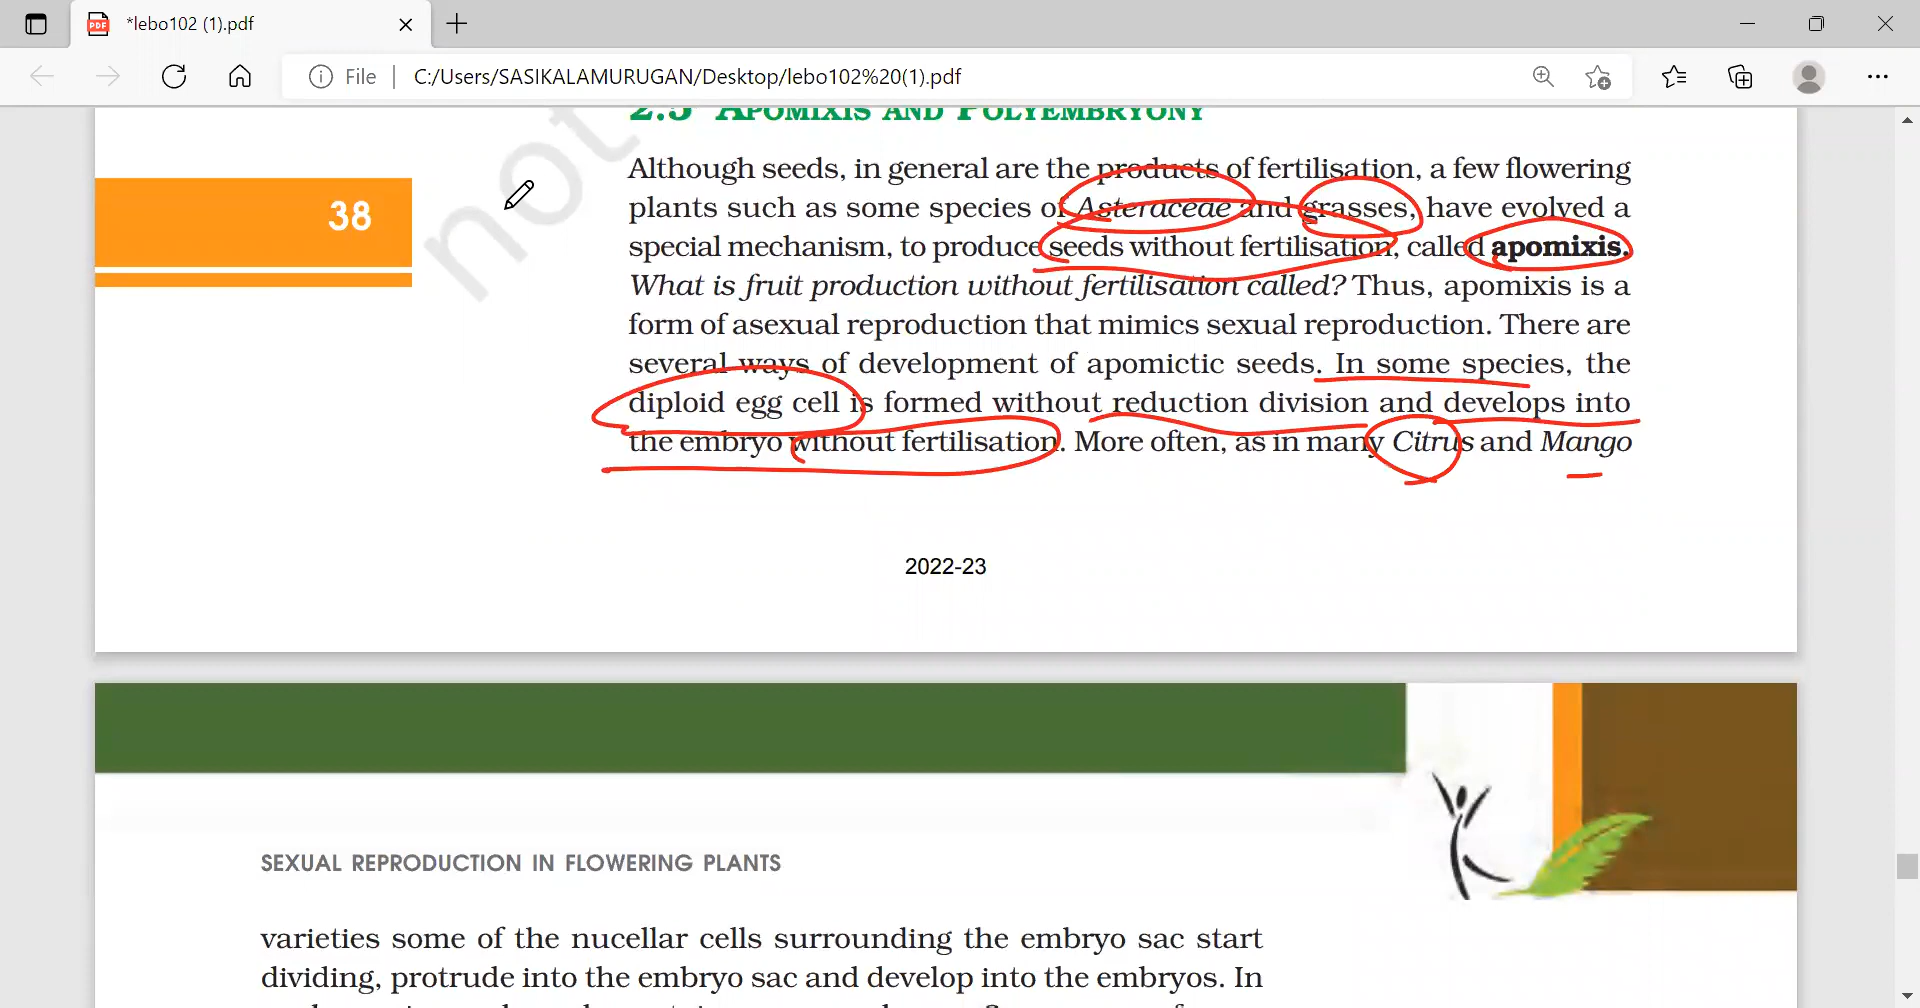 *lebo102 (1).pdf
File | C:/Users/SASIKALAMURUGAN/Desktop/lebo102%20(1).pdf
2.5 APOMIXIS AND POLYEMBRYONY
not
38
Although seeds, in general are the products of fertilisation, a few flowering
plants such as some species of Asteraceae and grasses, have evolved a
special mechanism, to produce seeds without fertilisation, called apomixis.
What is fruit production without fertilisation called? Thus, apomixis is a
form of asexual reproduction that mimics sexual reproduction. There are
several ways of development of apomictic seeds. In some species, the
diploid egg cell is formed without reduction division and develops into
the embryo without fertilisation. More often, as in many Citrus and Mango
2022-23
SEXUAL REPRODUCTION IN FLOWERING PLANTS
varieties some of the nucellar cells surrounding the embryo sac start
dividing, protrude into the embryo sac and develop into the embryos. In